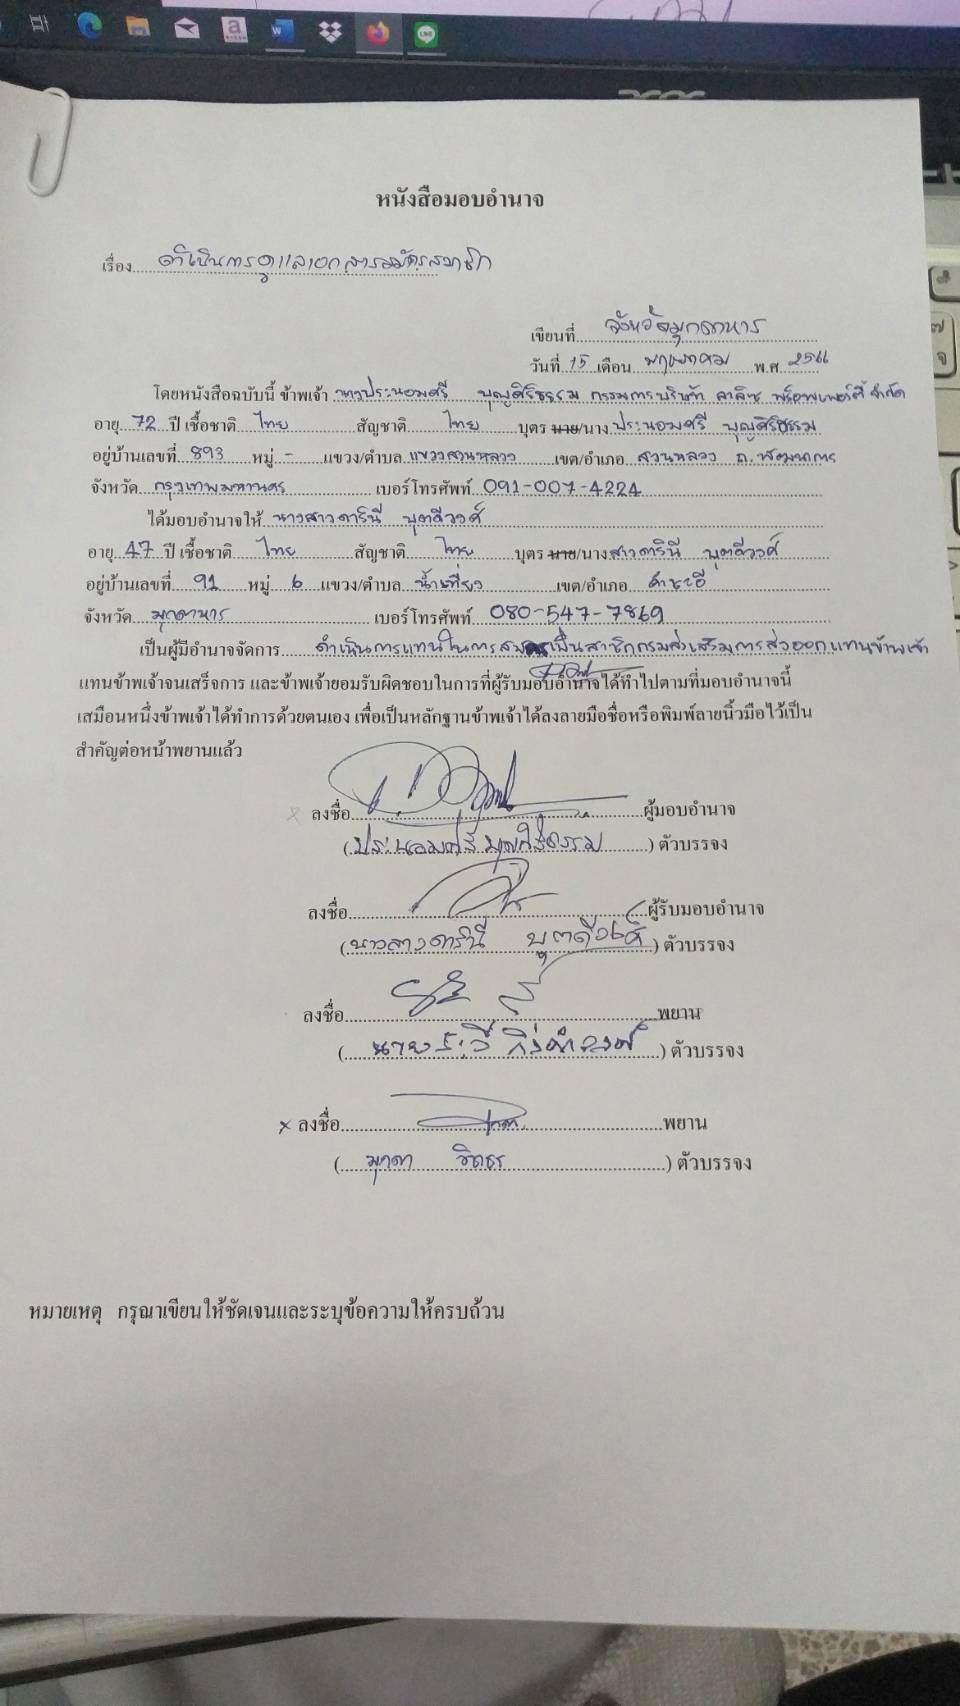 หนังสือมอบอำนาจ
เรื่อง ดำเนินการดูแลเอกสารสมัครสมาชิก
เขียนที่ จังหวัดมุกดาหาร
วันที่ 15 เดือน พฤษภาคม พ.ศ. 2566
โดยหนังสือฉบับนี้ ข้าพเจ้า นางประนอมศรี บุญศิริธรรม กรรมการบริษัท ลาลิซ พร็อพเพอร์ตี้ จำกัด
อายุ 72 ปี เชื้อชาติ ไทย สัญชาติ ไทย บุตร นาย/นาง ประนอมศรี บุญศิริธรรม
อยู่บ้านเลขที่ 893 หมู่ - แขวง/ตำบล แขวงสวนหลวง เขต/อำเภอ สวนหลวง ถ. พัฒนาการ
จังหวัด กรุงเทพมหานคร เบอร์โทรศัพท์ 091-007-4224
ได้มอบอำนาจให้ นางสาวดารินี พุตดีวงศ์
อายุ 47 ปี เชื้อชาติ ไทย สัญชาติ ไทย บุตร นาย/นาง สาวดารินี พุตดีวงศ์
อยู่บ้านเลขที่ 91 หมู่ 6 แขวง/ตำบล น้ำเที่ยง เขต/อำเภอ คำชะอี
จังหวัด มุกดาหาร เบอร์โทรศัพท์ 080-547-7869
เป็นผู้มีอำนาจจัดการ ดำเนินการแทนในการสมัครเป็นสมาชิกกรมส่งเสริมการส่งออกแทนข้าพเจ้า
แทนข้าพเจ้าจนเสร็จการ และข้าพเจ้ายอมรับผิดชอบในการที่ผู้รับมอบอำนาจได้ทำไปตามที่มอบอำนาจนี้
เสมือนหนึ่งข้าพเจ้าได้ทำการด้วยตนเอง เพื่อเป็นหลักฐานข้าพเจ้าได้ลงลายมือชื่อหรือพิมพ์ลายนิ้วมือไว้เป็น
สำคัญต่อหน้าพยานแล้ว
x ลงชื่อ ผู้มอบอำนาจ
(ประนอมศรี บุญศิริธรรม) ตัวบรรจง
ลงชื่อ ผู้รับมอบอำนาจ
(นางสาวดารินี พุตดีวงศ์) ตัวบรรจง
ลงชื่อ พยาน
(นาย) ตัวบรรจง
x ลงชื่อ พยาน
(มุกดา) ตัวบรรจง
หมายเหตุ กรุณาเขียนให้ชัดเจนและระบุข้อความให้ครบถ้วน